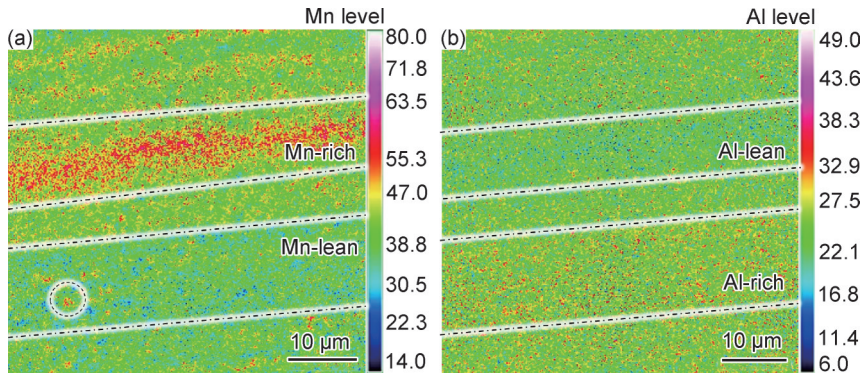 Mn level
Al level
(a)
80.0
71.8
63.5
55.3
47.0
38.8
30.5
22.3
14.0
Mn-rich
Mn-lean
10 μm
(b)
49.0
43.6
38.3
32.9
27.5
22.1
16.8
11.4
6.0
Al-lean
Al-rich
10 μm